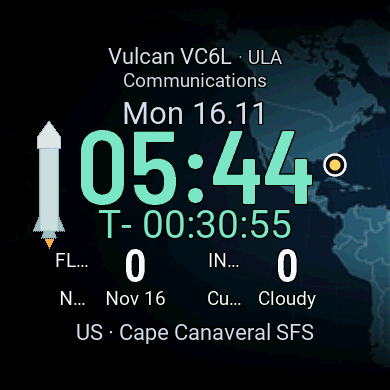 Vulcan VC6L · ULA
Communications
Mon 16.11
05:44
T- 00:30:55
FL... 0 IN... 0
N... Nov 16 Cu... Cloudy
US · Cape Canaveral SFS